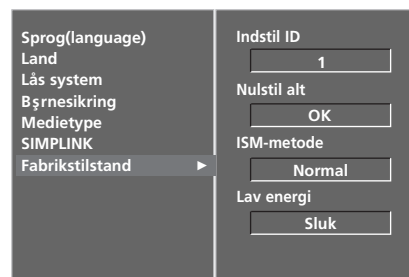 Sprog(language)
Land
Lås system
Bşrnesikring
Medietype
SIMPLINK
Fabrikstilstand ►
Indstil ID
1
Nulstil alt
OK
ISM-metode
Normal
Lav energi
Sluk